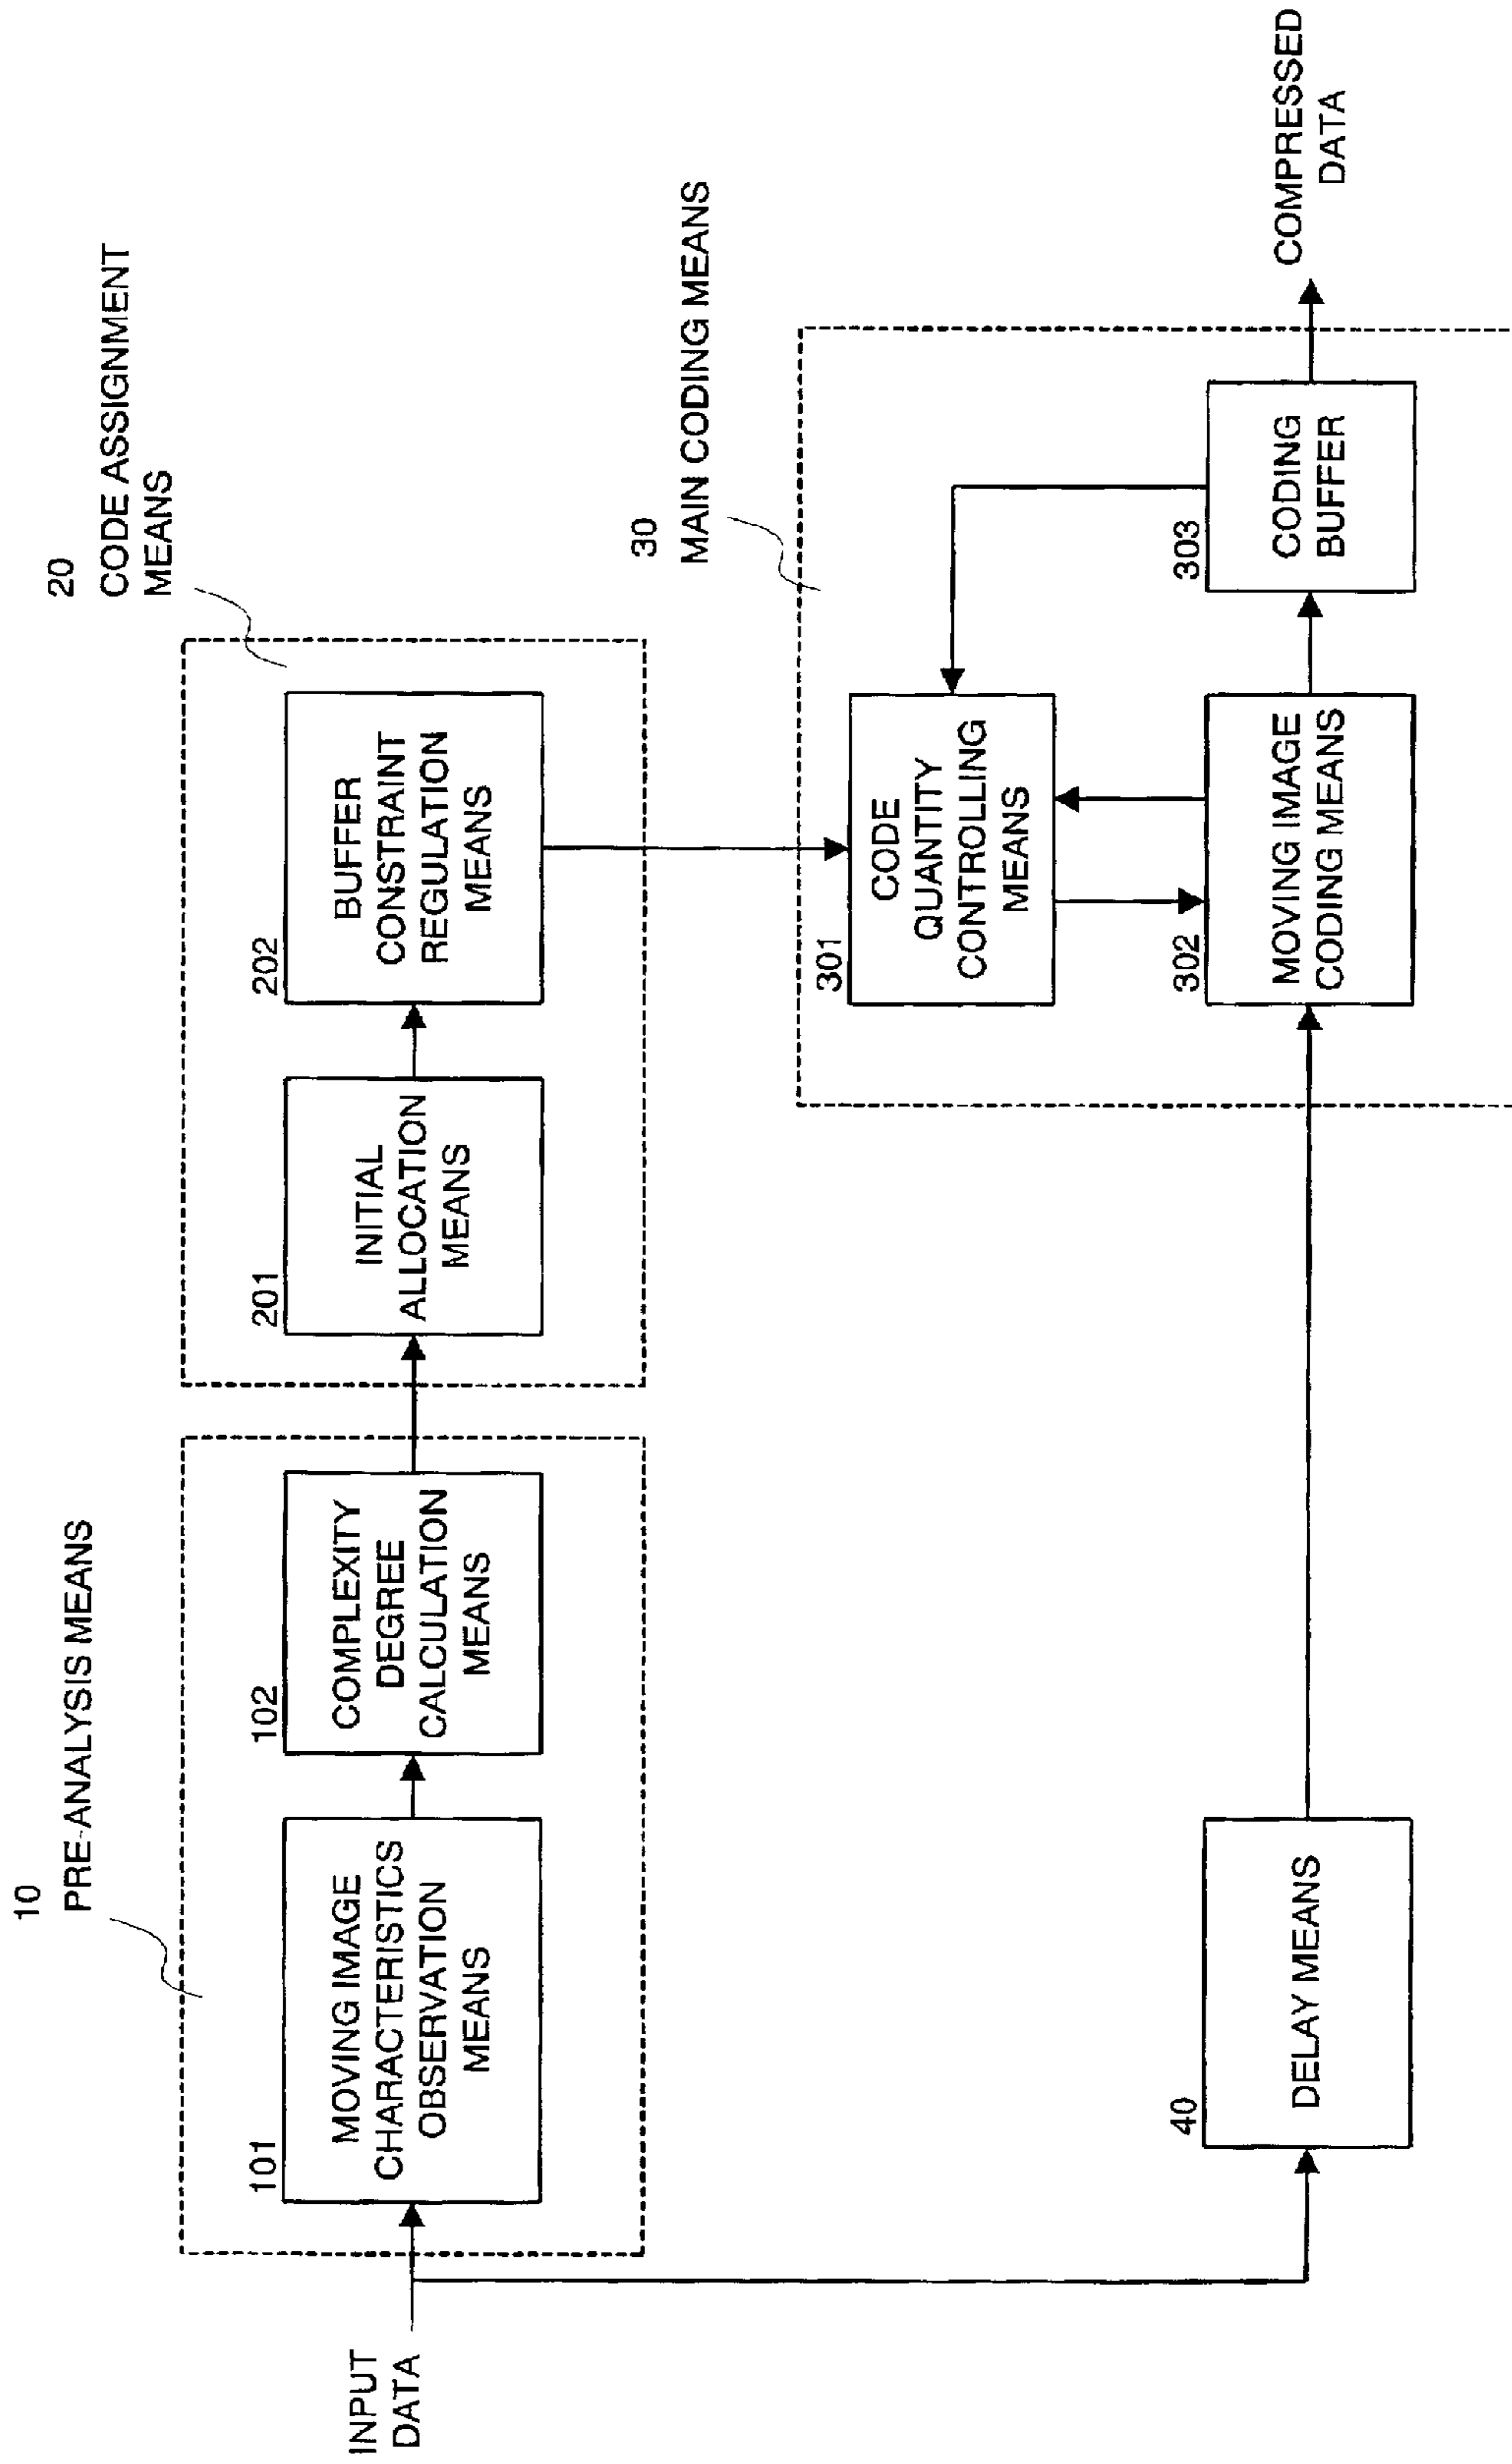 10
PRE-ANALYSIS MEANS
20
CODE ASSIGNMENT
MEANS
INPUT
DATA
101
MOVING IMAGE
CHARACTERISTICS
OBSERVATION
MEANS
102
COMPLEXITY
DEGREE
CALCULATION
MEANS
201
INITIAL
ALLOCATION
MEANS
202
BUFFER
CONSTRAINT
REGULATION
MEANS
30
MAIN CODING MEANS
301
CODE
QUANTITY
CONTROLLING
MEANS
40
DELAY MEANS
302
MOVING IMAGE
CODING MEANS
303
CODING
BUFFER
COMPRESSED
DATA